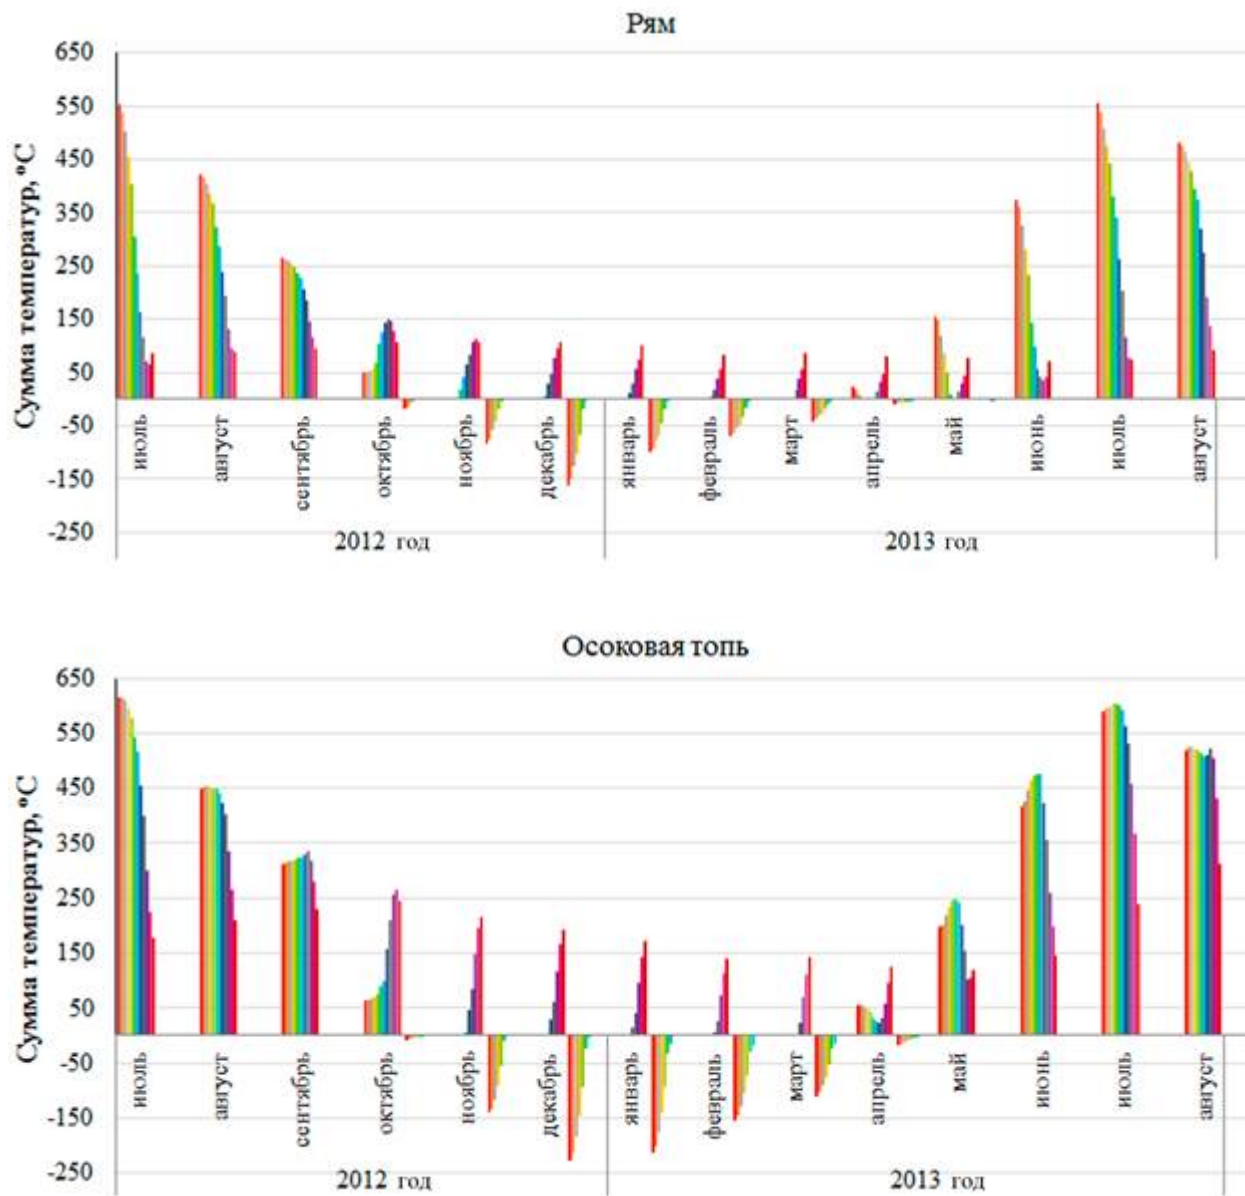 Рям
Сумма температур, °С
650
550
450
350
250
150
50
-50
-150
-250
июль
август
сентябрь
октябрь
ноябрь
декабрь
январь
февраль
март
апрель
май
июнь
июль
август
2012 год
2013 год
Осоковая топь
Сумма температур, °С
650
550
450
350
250
150
50
-50
-150
-250
июль
август
сентябрь
октябрь
ноябрь
декабрь
январь
февраль
март
апрель
май
июнь
июль
август
2012 год
2013 год